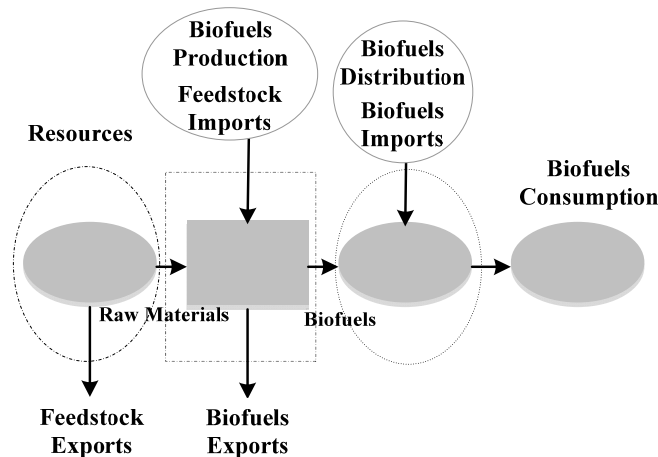 Biofuels
Production
Feedstock
Imports
Biofuels
Distribution
Biofuels
Imports
Resources
Biofuels
Consumption
Raw Materials
Biofuels
Feedstock
Exports
Biofuels
Exports